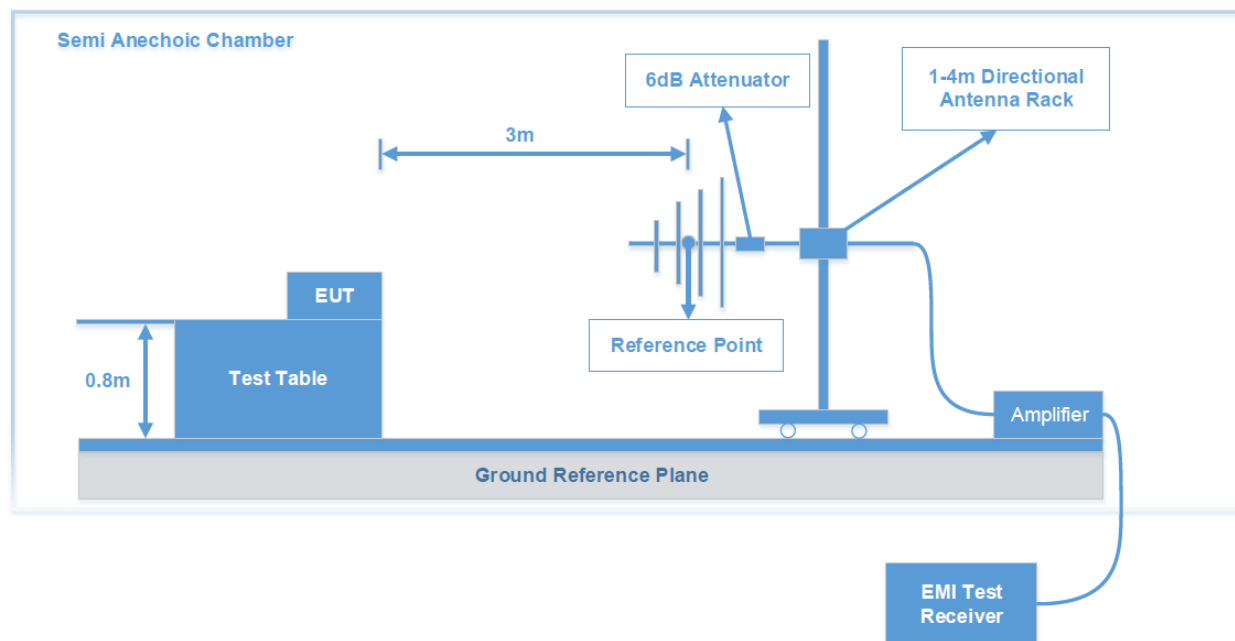 Semi Anechoic Chamber
6dB Attenuator
1-4m Directional
Antenna Rack
3m
EUT
Reference Point
0.8m
Test Table
Amplifier
Ground Reference Plane
EMI Test
Receiver